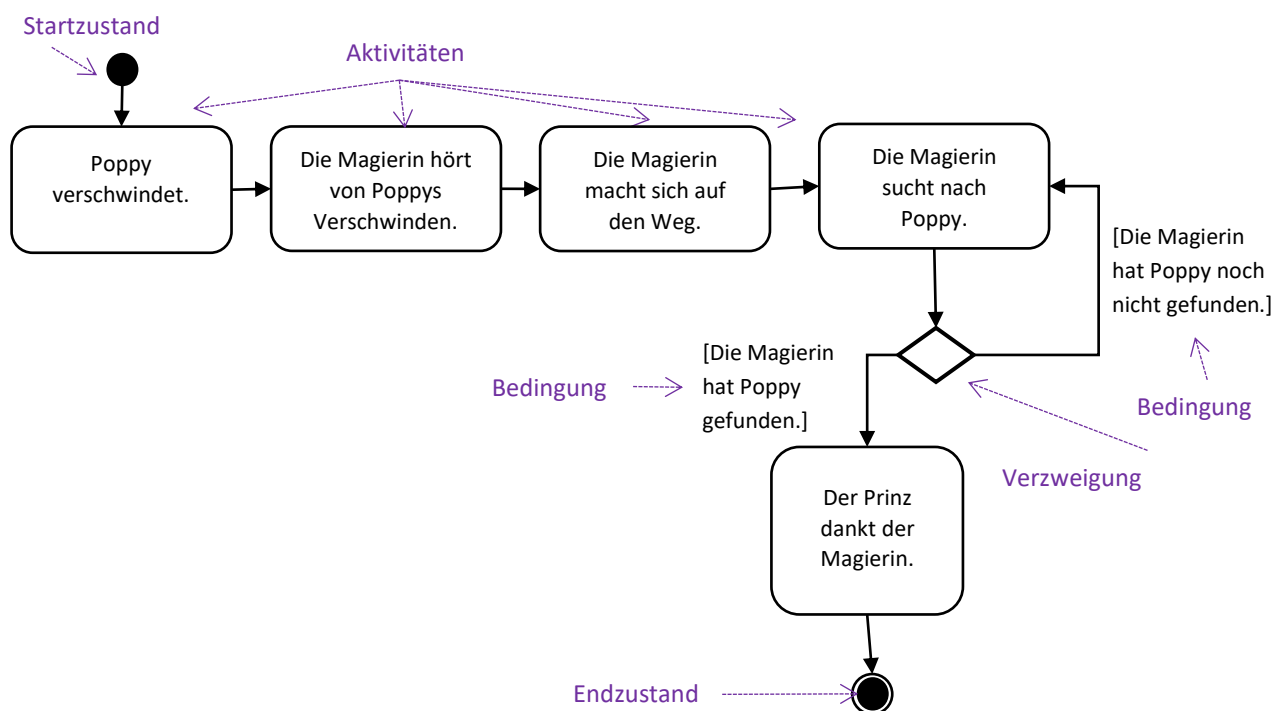 Startzustand
Aktivitäten
Poppy
verschwindet.
Die Magierin hört
von Poppys
Verschwinden.
Die Magierin
macht sich auf
den Weg.
Die Magierin
sucht nach
Poppy.
[Die Magierin
hat Poppy noch
nicht gefunden.]
[Die Magierin
hat Poppy
gefunden.]
Bedingung
Bedingung
Verzweigung
Der Prinz
dankt der
Magierin.
Endzustand